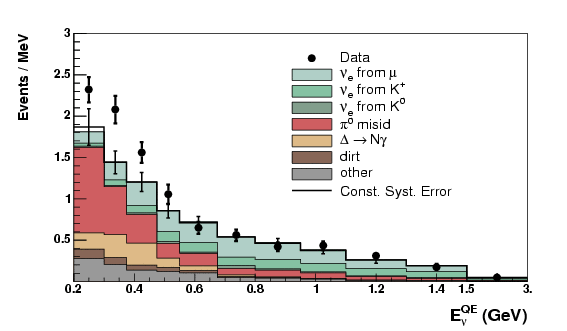 Events / MeV
3
2.5
2
1.5
1
0.5
Data
νe from μ
νe from K+
νe from K0
π0 misid
Δ → Nγ
dirt
other
Const. Syst. Error
0.2 0.4 0.6 0.8 1 1.2 1.4 1.5 3.
EνQE (GeV)